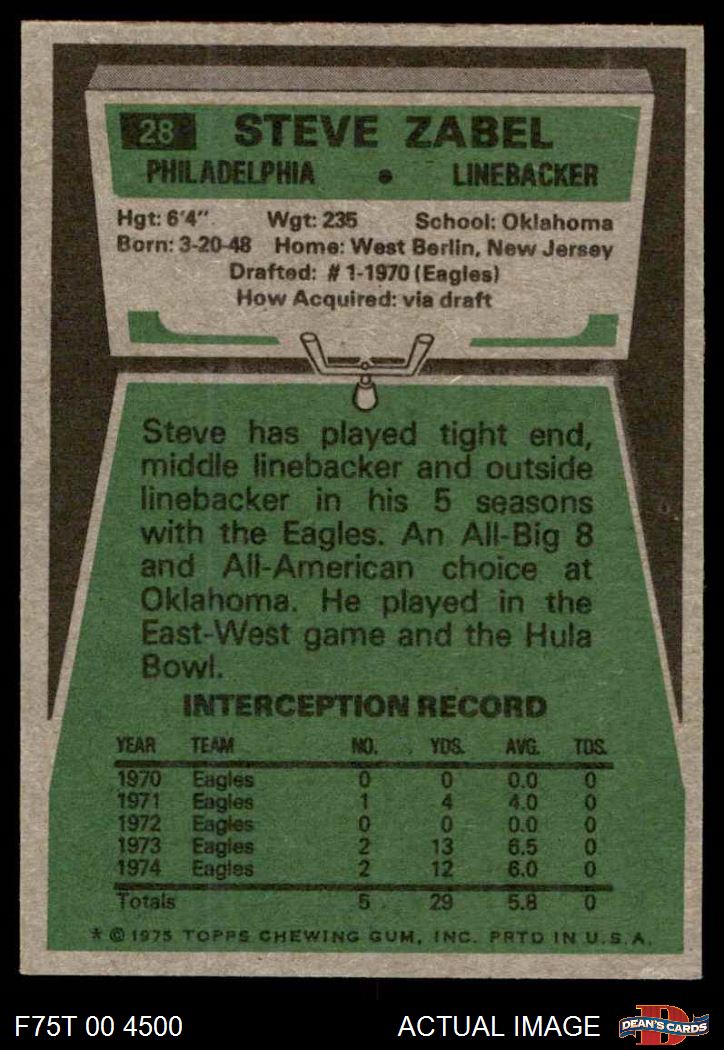 28 STEVE ZABEL
PHILADELPHIA • LINEBACKER
Hgt: 6'4" Wgt: 235 School: Oklahoma
Born: 3-20-48 Home: West Berlin, New Jersey
Drafted: #1-1970 (Eagles)
How Acquired: via draft
Steve has played tight end,
middle linebacker and outside
linebacker in his 5 seasons
with the Eagles. An All-Big 8
and All-American choice at
Oklahoma. He played in the
East-West game and the Hula
Bowl.
INTERCEPTION RECORD
YEAR TEAM NO. YDS. AVG. TDS.
1970 Eagles 0 0 0.0 0
1971 Eagles 1 4 4.0 0
1972 Eagles 0 0 0.0 0
1973 Eagles 2 13 6.5 0
1974 Eagles 2 12 6.0 0
Totals 5 29 5.8 0
* © 1975 TOPPS CHEWING GUM, INC. PRTD IN U.S.A.
F75T 00 4500 ACTUAL IMAGE D DEAN'S CARDS